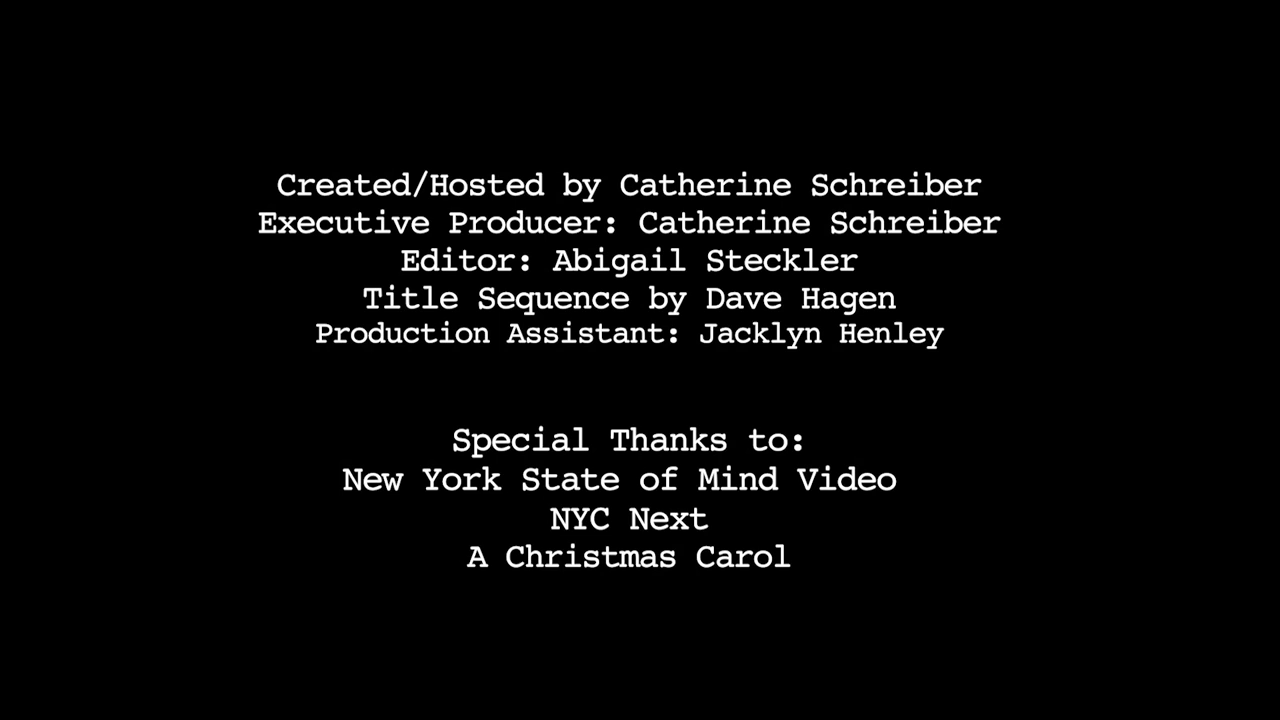 Created/Hosted by Catherine Schreiber
Executive Producer: Catherine Schreiber
Editor: Abigail Steckler
Title Sequence by Dave Hagen
Production Assistant: Jacklyn Henley
Special Thanks to:
New York State of Mind Video
NYC Next
A Christmas Carol